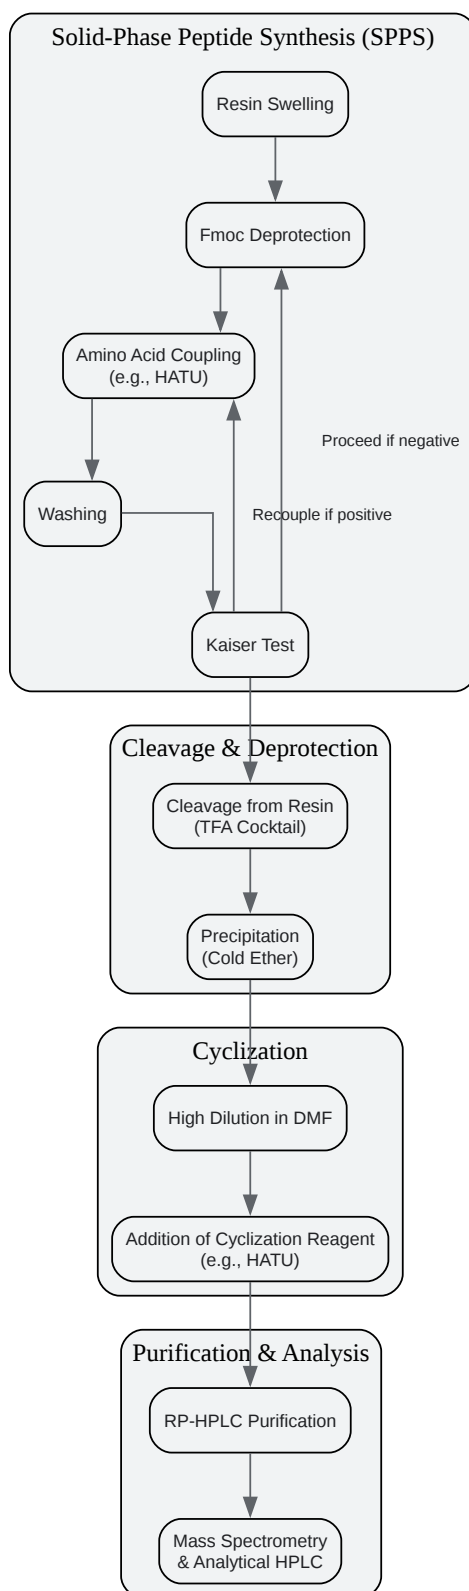 Solid-Phase Peptide Synthesis (SPPS)
Resin Swelling
Fmoc Deprotection
Amino Acid Coupling
(e.g., HATU)
Proceed if negative
Washing
Recouple if positive
Kaiser Test
Cleavage & Deprotection
Cleavage from Resin
(TFA Cocktail)
Precipitation
(Cold Ether)
Cyclization
High Dilution in DMF
Addition of Cyclization Reagent
(e.g., HATU)
Purification & Analysis
RP-HPLC Purification
Mass Spectrometry
& Analytical HPLC